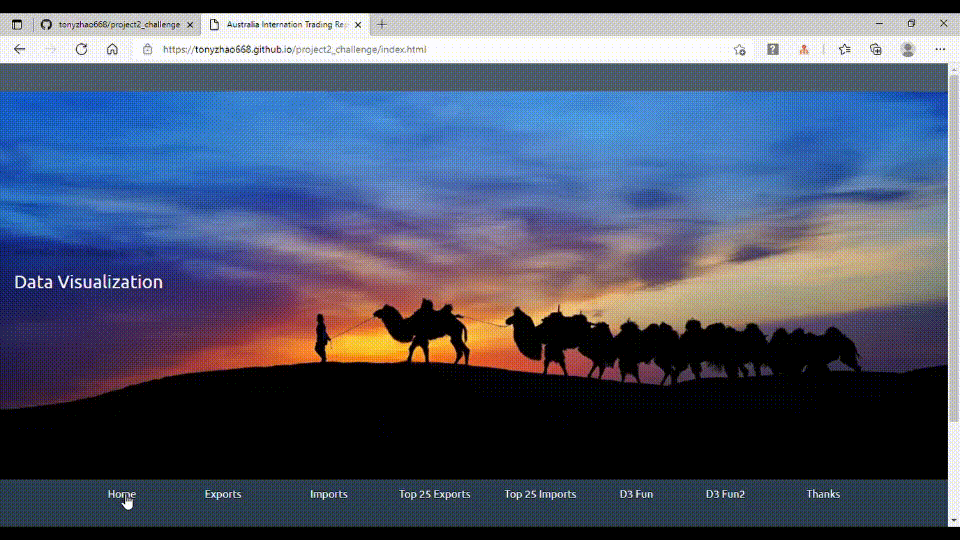 tonyzhao668/project2_challenge
Australia Internation Trading Re
https://tonyzhao668.github.io/project2_challenge/index.html
Data Visualization
Home Exports Imports Top 25 Exports Top 25 Imports D3 Fun D3 Fun2 Thanks